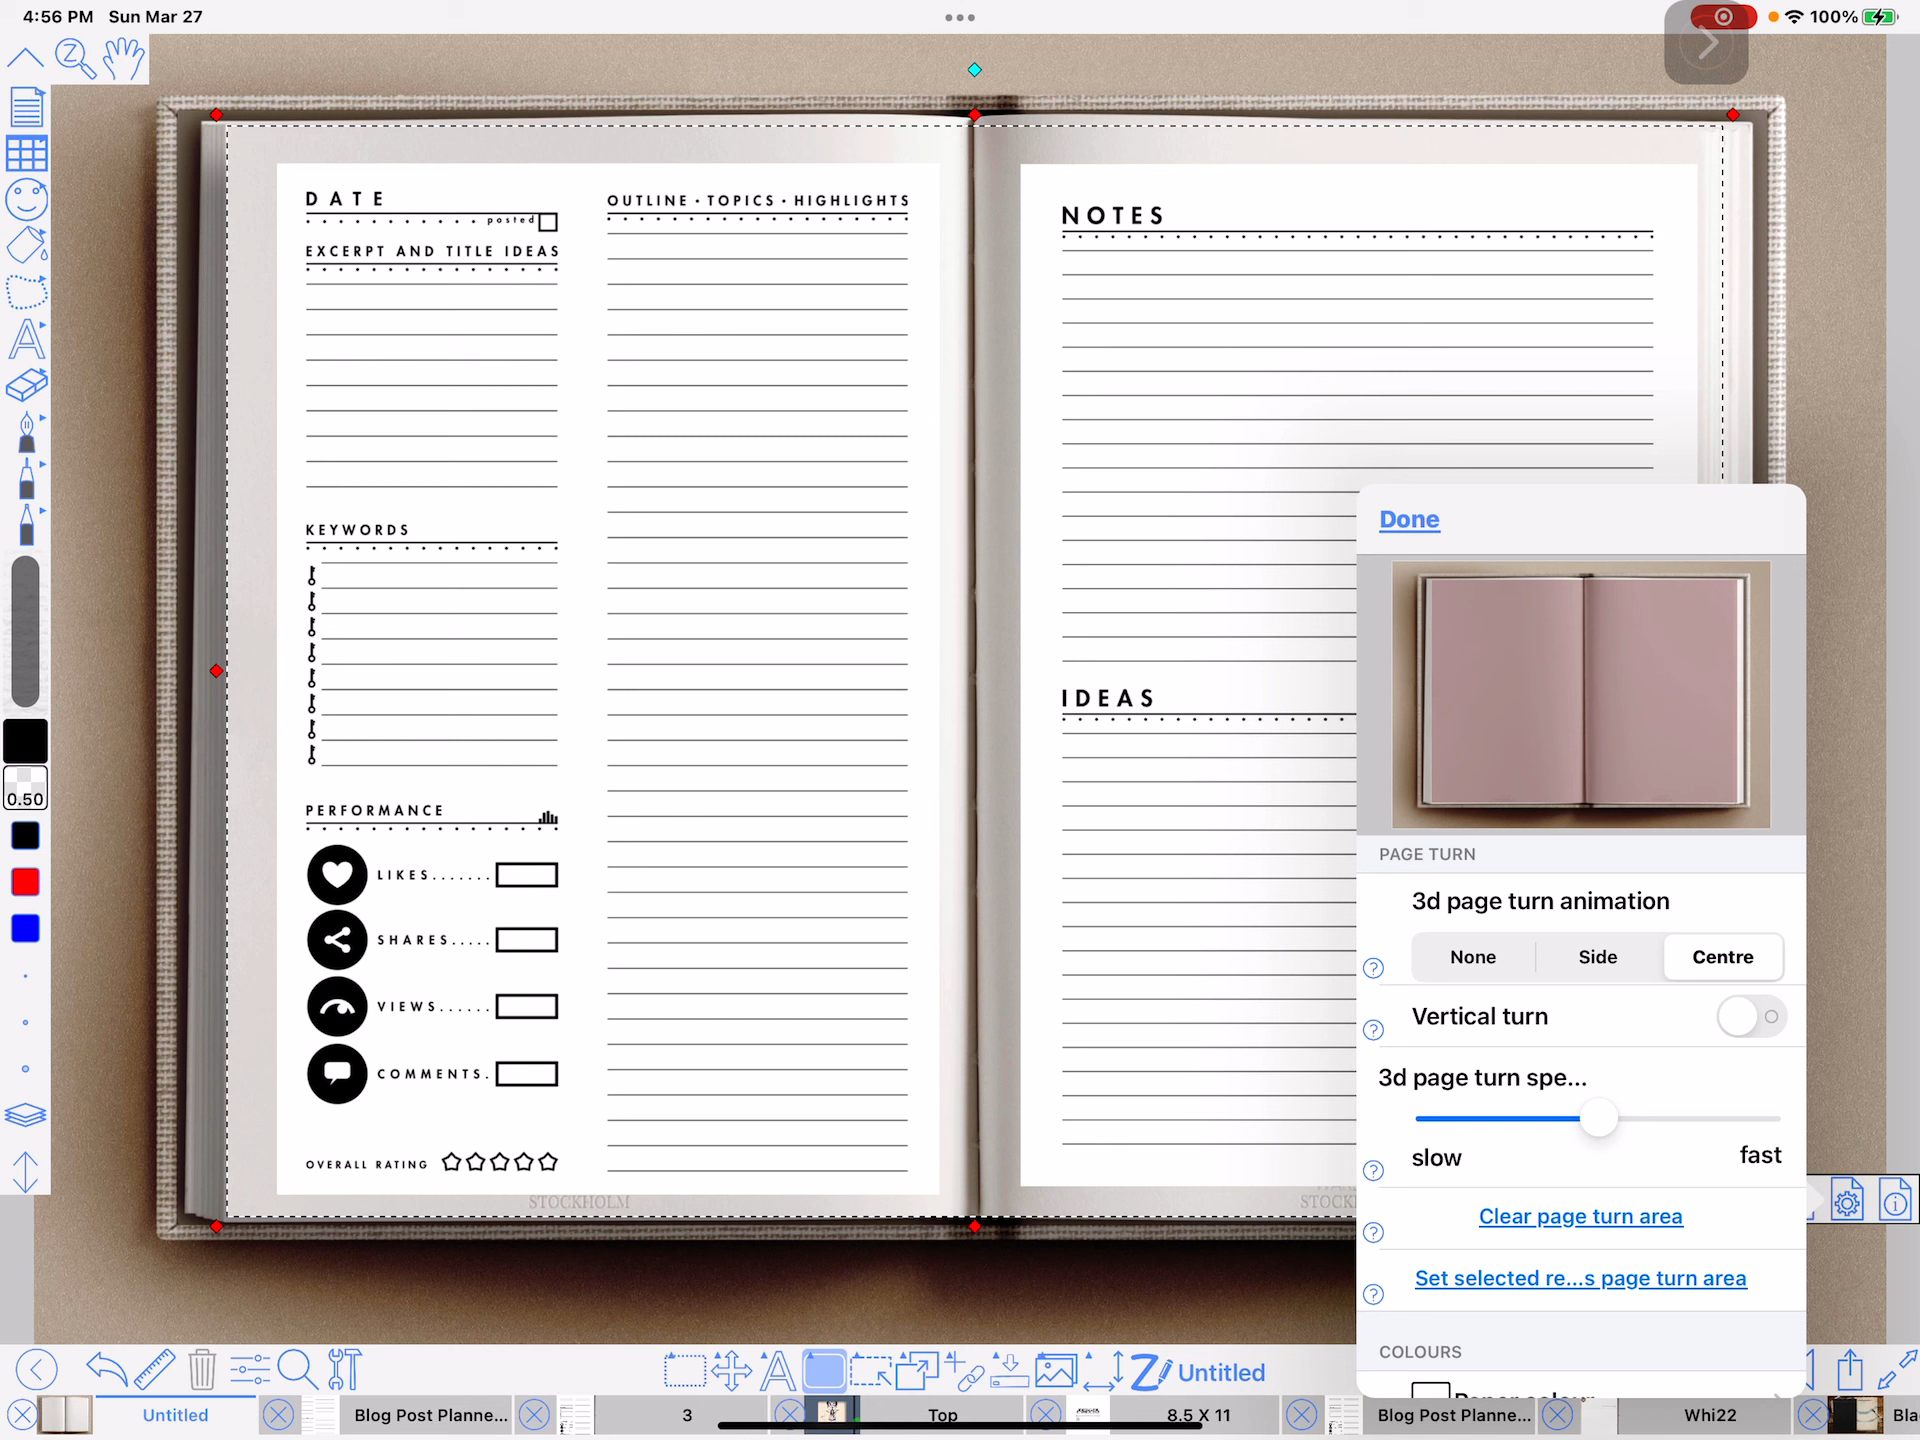 4:56 PM Sun Mar 27
100%
DATE
posted
EXCERPT AND TITLE IDEAS
KEYWORDS
PERFORMANCE
LIKES.......
SHARES.....
VIEWS......
COMMENTS.
OVERALL RATING
OUTLINE · TOPICS · HIGHLIGHTS
STOCKHOLM
NOTES
IDEAS
0.50
Done
PAGE TURN
3d page turn animation
None Side Centre
Vertical turn
3d page turn spe...
slow fast
Clear page turn area
Set selected re...s page turn area
COLOURS
Paper colour
Untitled
Untitled
Blog Post Planne...
3
Top
8.5 X 11
Blog Post Planne...
Whi22